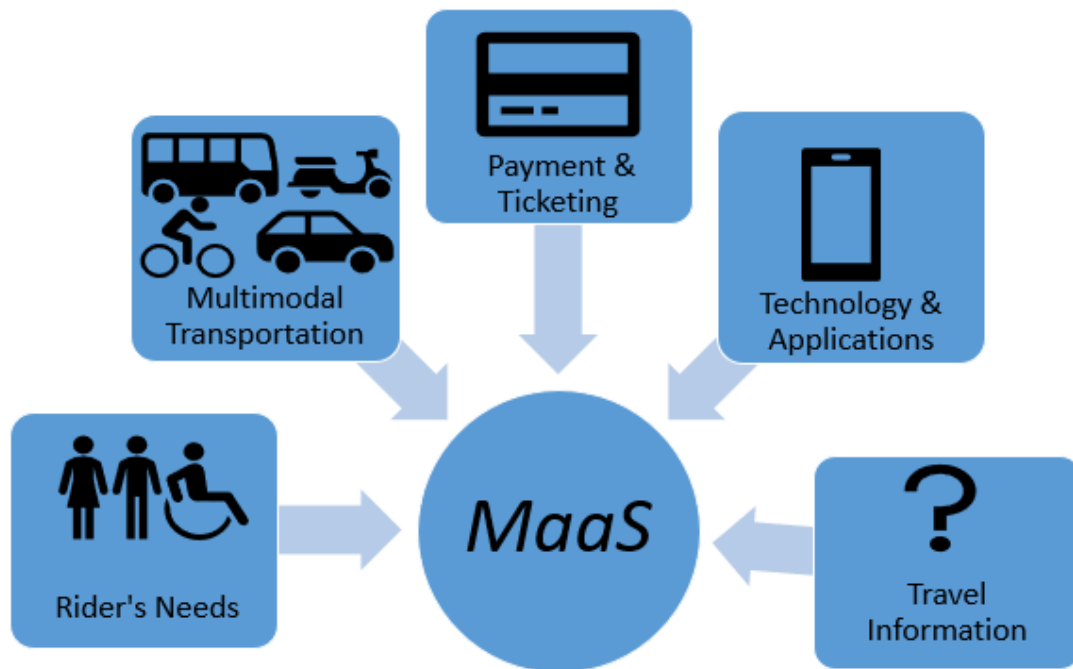 Payment &
Ticketing
Multimodal
Transportation
Technology &
Applications
MaaS
Rider's Needs
Travel
Information